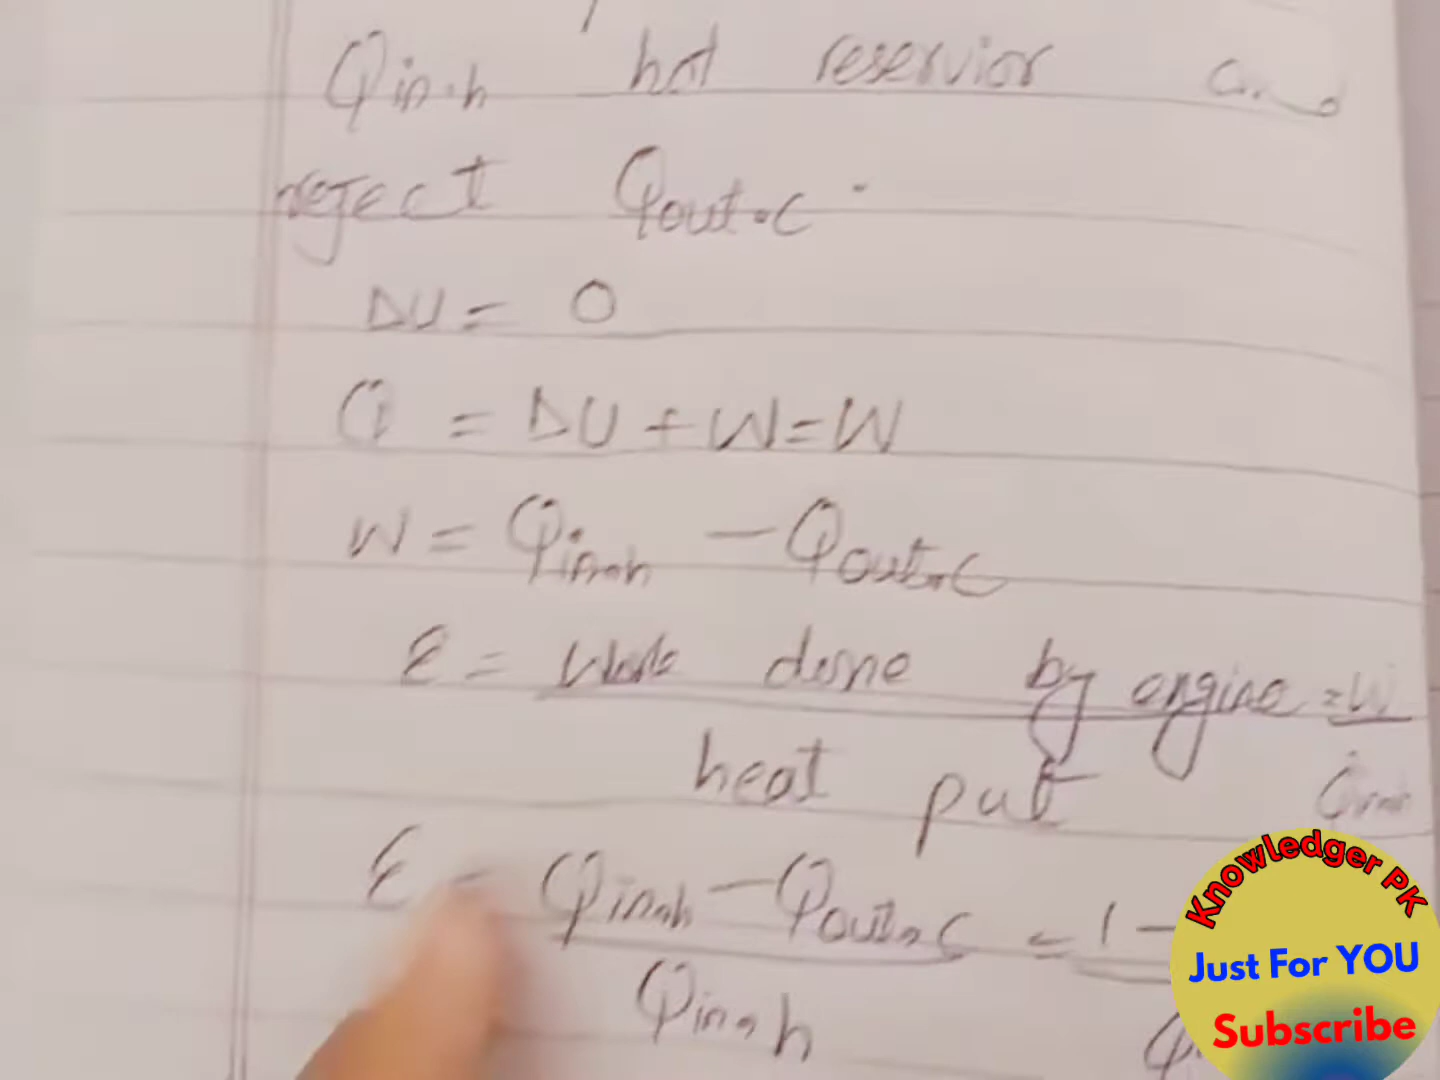 Qin,h hot reservior and
reject Qout,c.
ΔU = 0
Q = ΔU + W = W
W = Qin,h - Qout,c
ε = Work done by engine = W
heat put Qin,h
ε = Qin,h - Qout,c = 1 -
Qin,h Q
Knowledger PK
Just For YOU
Subscribe